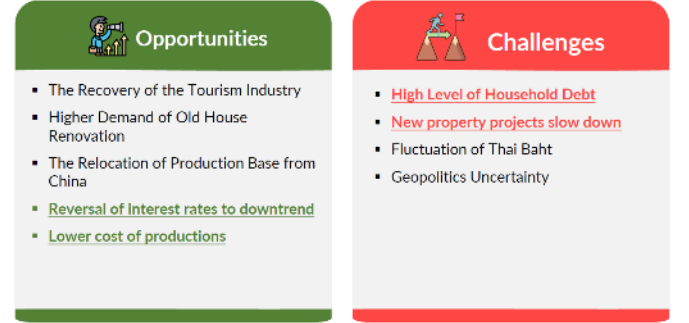 Opportunities
▪ The Recovery of the Tourism Industry
▪ Higher Demand of Old House
Renovation
▪ The Relocation of Production Base from
China
▪ Reversal of interest rates to downtrend
▪ Lower cost of productions
Challenges
▪ High Level of Household Debt
▪ New property projects slow down
▪ Fluctuation of Thai Baht
▪ Geopolitics Uncertainty